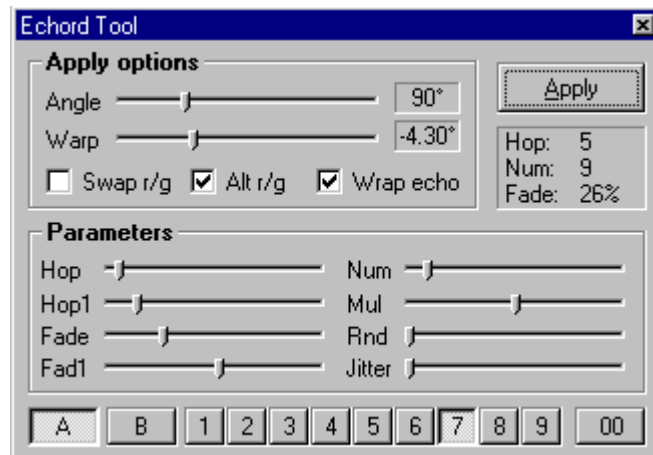 Echord Tool
Apply options
Angle 90°
Warp -4.30°
Swap r/g Alt r/g Wrap echo
Apply
Hop: 5
Num: 9
Fade: 26%
Parameters
Hop Num
Hop1 Mul
Fade Rnd
Fad1 Jitter
A B 1 2 3 4 5 6 7 8 9 00